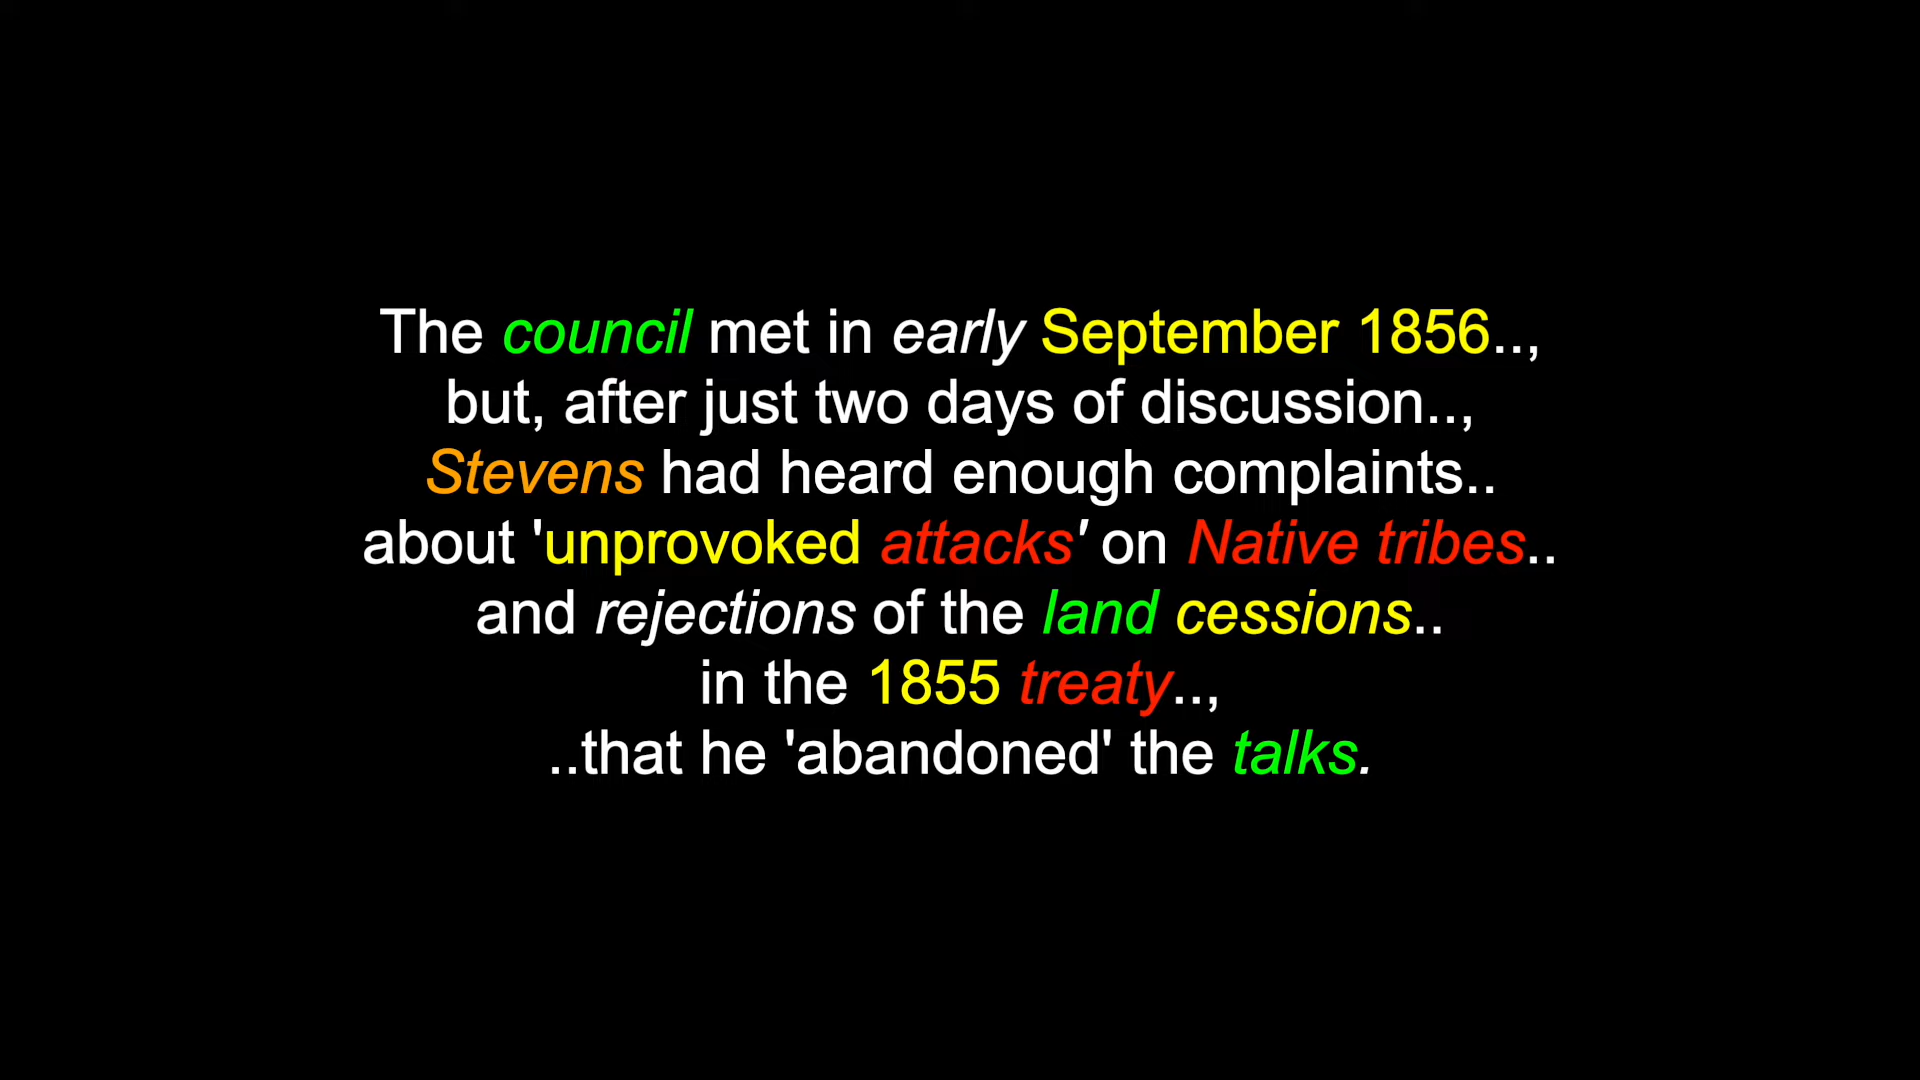 The council met in early September 1856..,
but, after just two days of discussion..,
Stevens had heard enough complaints..
about 'unprovoked attacks' on Native tribes..
and rejections of the land cessions..
in the 1855 treaty..,
..that he 'abandoned' the talks.